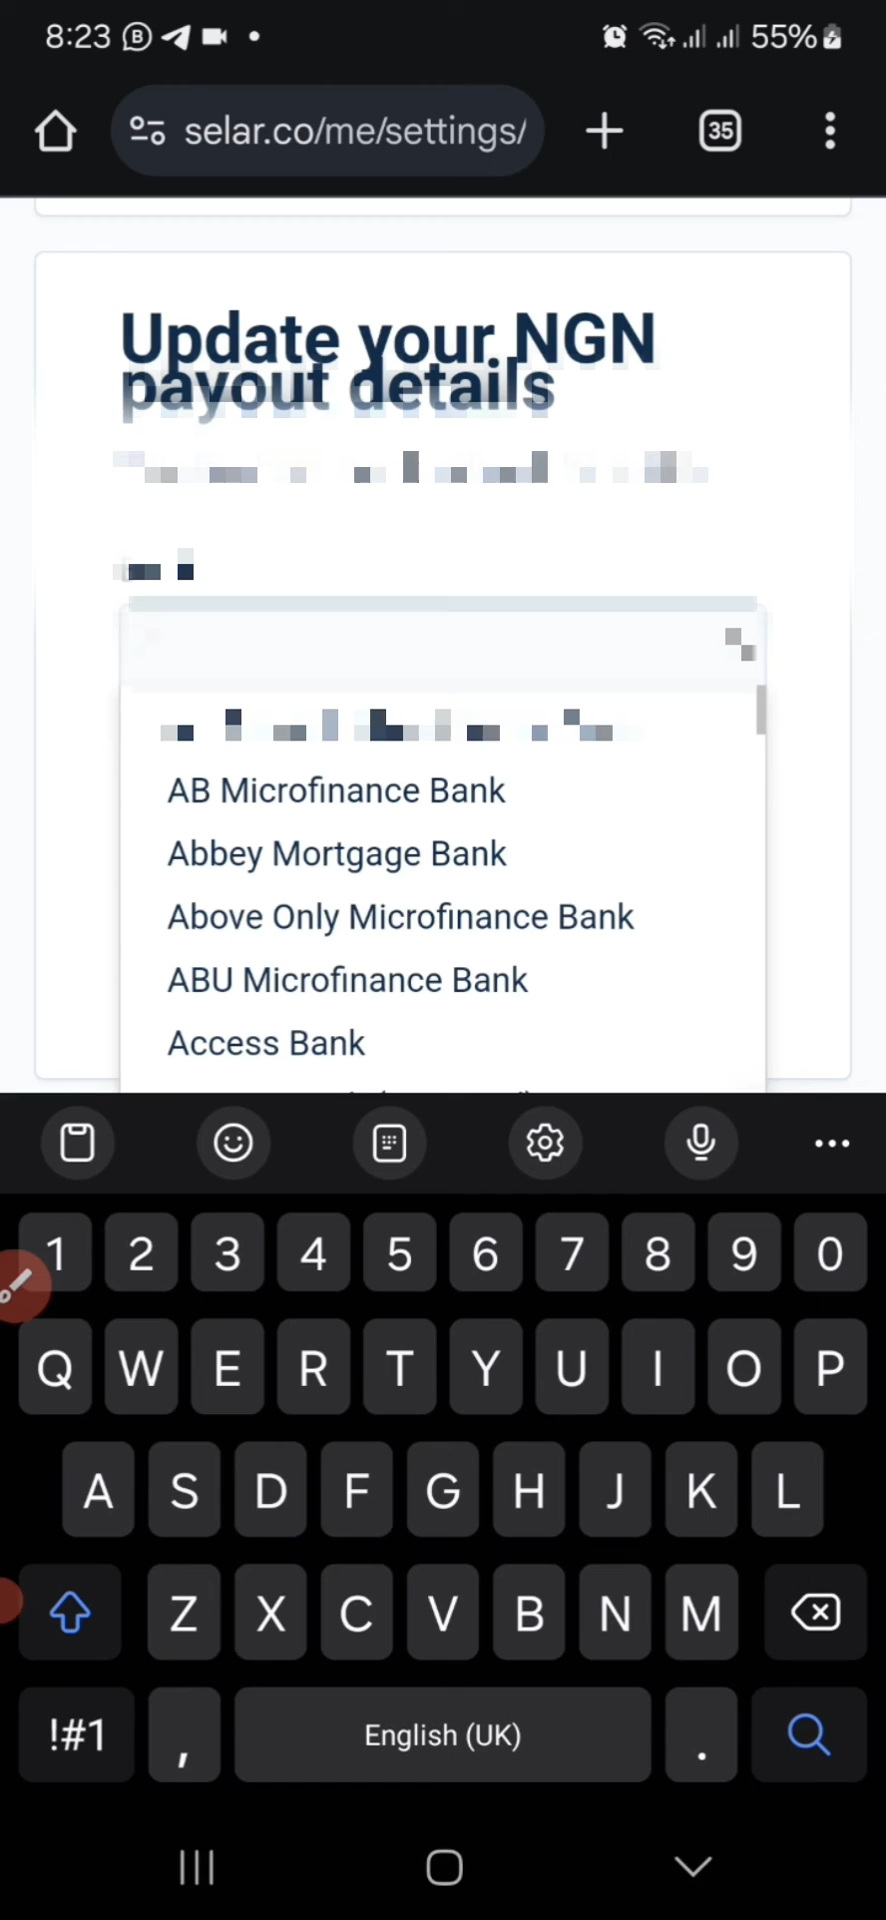 8:23
55%
selar.co/me/settings/
35
Update your NGN
payout details
AB Microfinance Bank
Abbey Mortgage Bank
Above Only Microfinance Bank
ABU Microfinance Bank
Access Bank
1 2 3 4 5 6 7 8 9 0
Q W E R T Y U I O P
A S D F G H J K L
Z X C V B N M
!#1 , English (UK) .